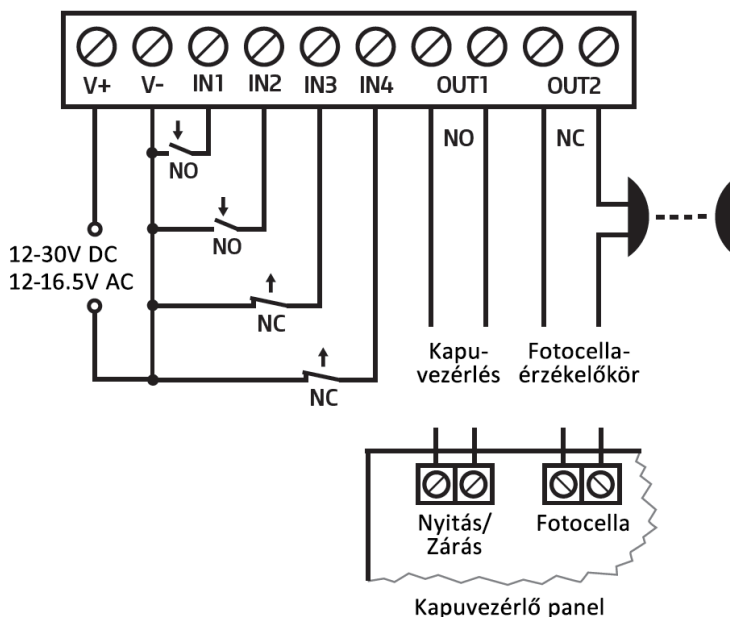 V+ V- IN1 IN2 IN3 IN4 OUT1 OUT2
NO NC
NO
NO
12-30V DC
12-16.5V AC
NC
NC
Kapu-
vezérlés
Fotocella-
érzékelőkör
Nyitás/
Zárás
Fotocella
Kapuvezérlő panel